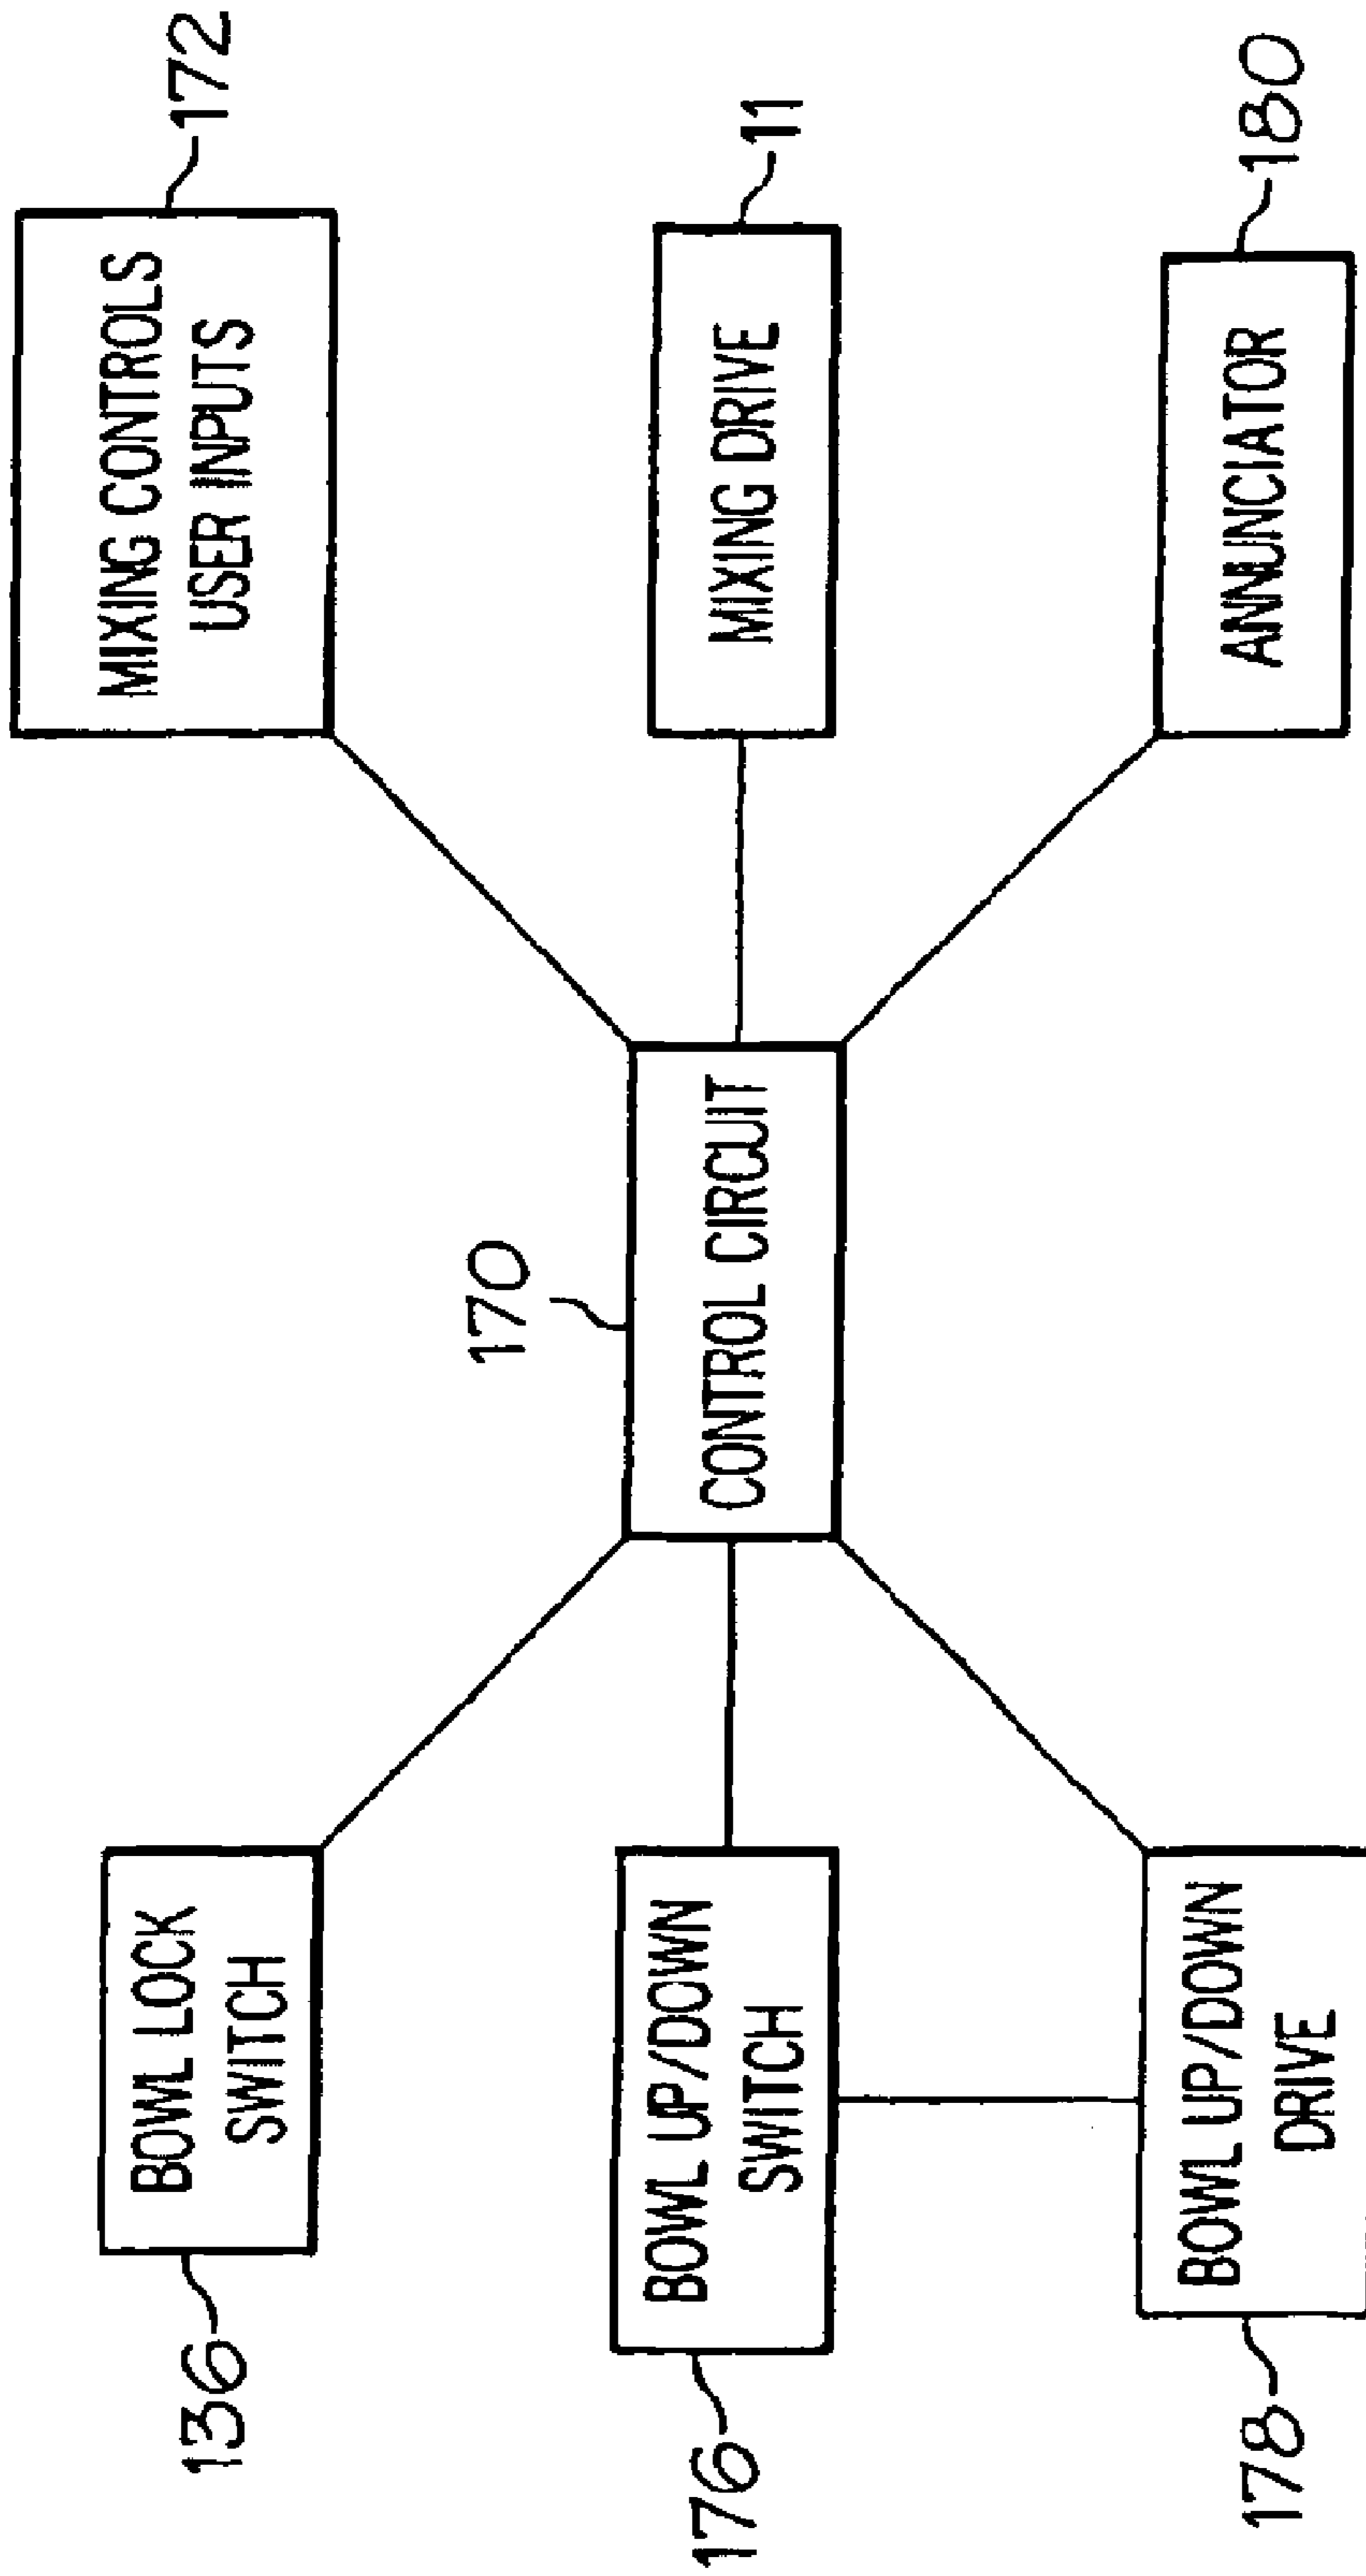 136
BOWL LOCK
SWITCH
176
BOWL UP/DOWN
SWITCH
178
BOWL UP/DOWN
DRIVE
170
CONTROL CIRCUIT
MIXING CONTROLS
USER INPUTS
172
MIXING DRIVE
11
ANNUNCIATOR
180